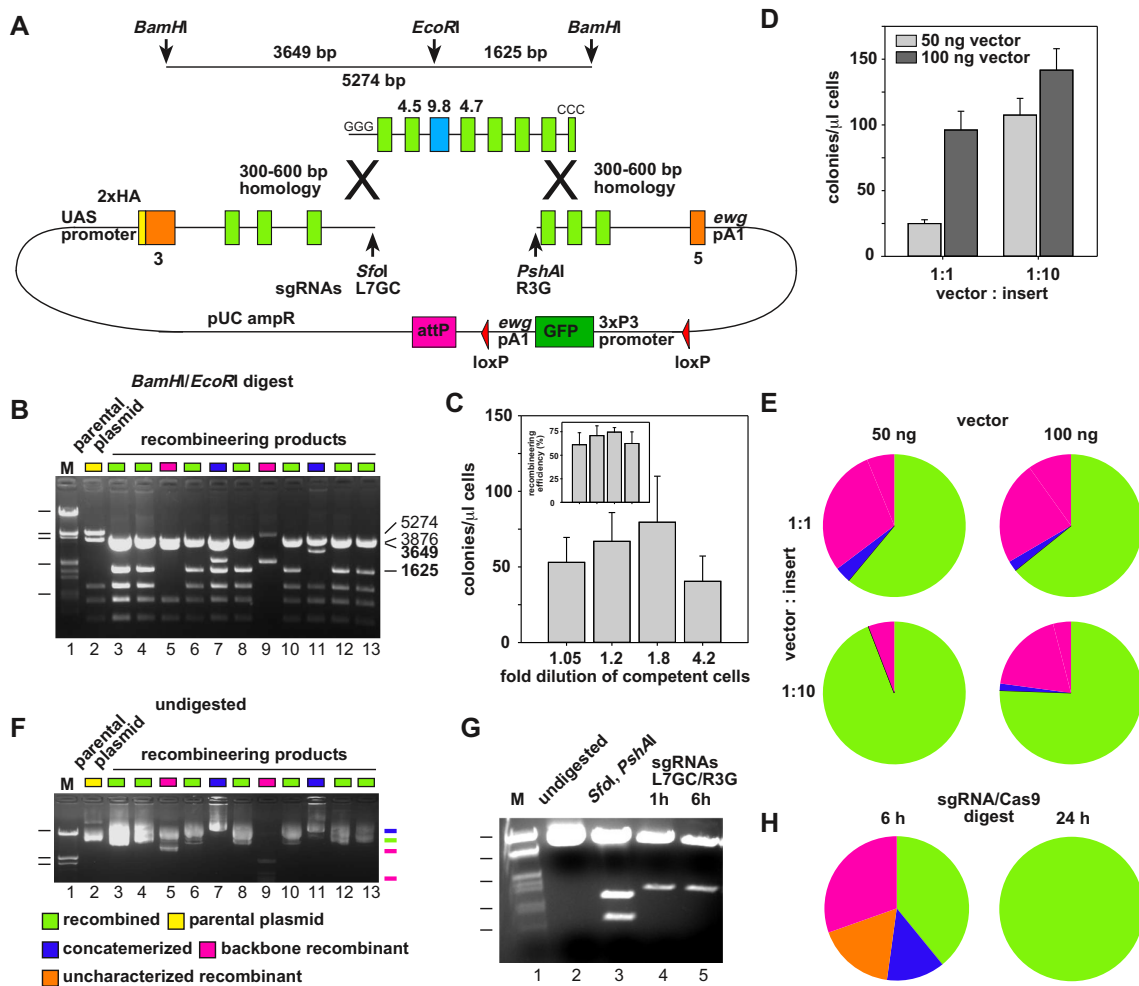 A
BamHI
EcoRI
BamHI
3649 bp
1625 bp
5274 bp
4.5 9.8 4.7
GGG
CCC
300-600 bp
homology
300-600 bp
homology
2xHA
UAS
promoter
3
ewg
pA1
5
sgRNAs
SfoI
L7GC
PshAI
R3G
pUC ampR
attP
loxP
ewg
pA1
GFP
3xP3
promoter
loxP
B
BamHI/EcoRI digest
parental
plasmid
recombineering products
M
5274
3876
3649
1625
1 2 3 4 5 6 7 8 9 10 11 12 13
C
colonies/µl cells
150
100
50
0
recombineering
efficiency (%)
75
50
25
0
1.05 1.2 1.8 4.2
fold dilution of competent cells
D
colonies/µl cells
150
100
50
0
50 ng vector
100 ng vector
1:1 1:10
vector : insert
E
vector
50 ng 100 ng
vector : insert
1:1
1:10
F
undigested
parental
plasmid
recombineering products
M
1 2 3 4 5 6 7 8 9 10 11 12 13
recombined
parental plasmid
concatemerized
backbone recombinant
uncharacterized recombinant
G
M
undigested
SfoI, PshAI
sgRNAs
L7GC/R3G
1h 6h
1 2 3 4 5
H
sgRNA/Cas9
digest
6 h 24 h